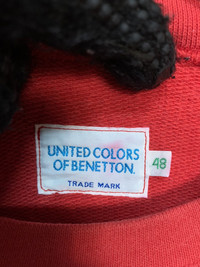 UNITED COLORS
OF BENETTON.
TRADE MARK
48